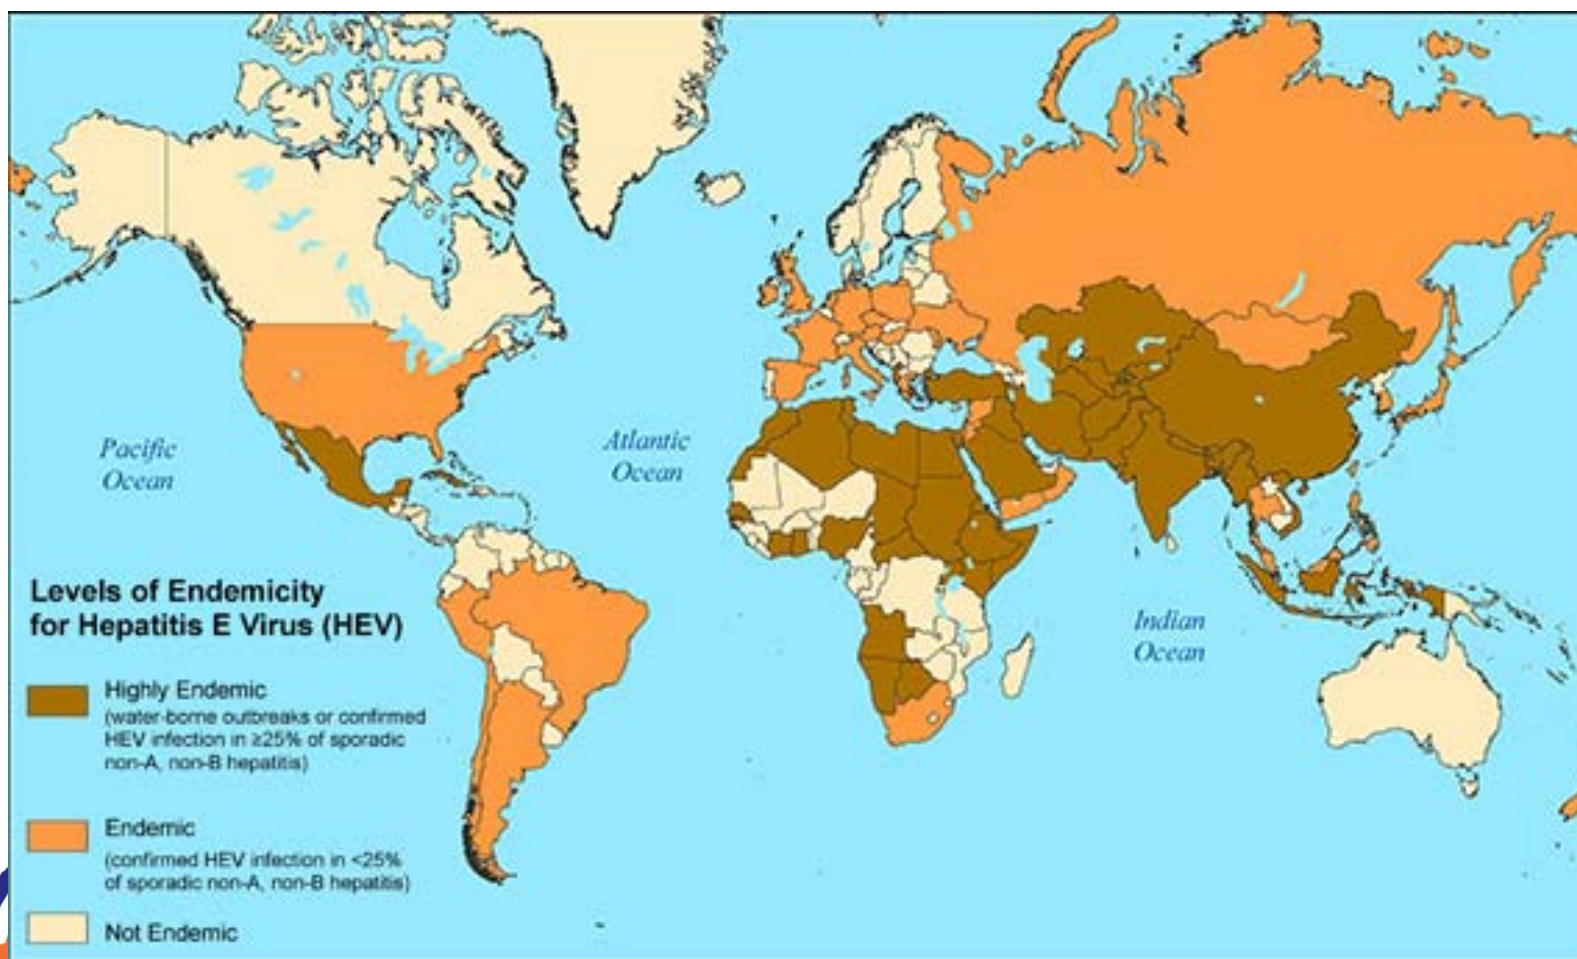 Pacific
Ocean
Atlantic
Ocean
Indian
Ocean
Levels of Endemicity
for Hepatitis E Virus (HEV)
Highly Endemic
(water-borne outbreaks or confirmed
HEV infection in ≥25% of sporadic
non-A, non-B hepatitis)
Endemic
(confirmed HEV infection in <25%
of sporadic non-A, non-B hepatitis)
Not Endemic